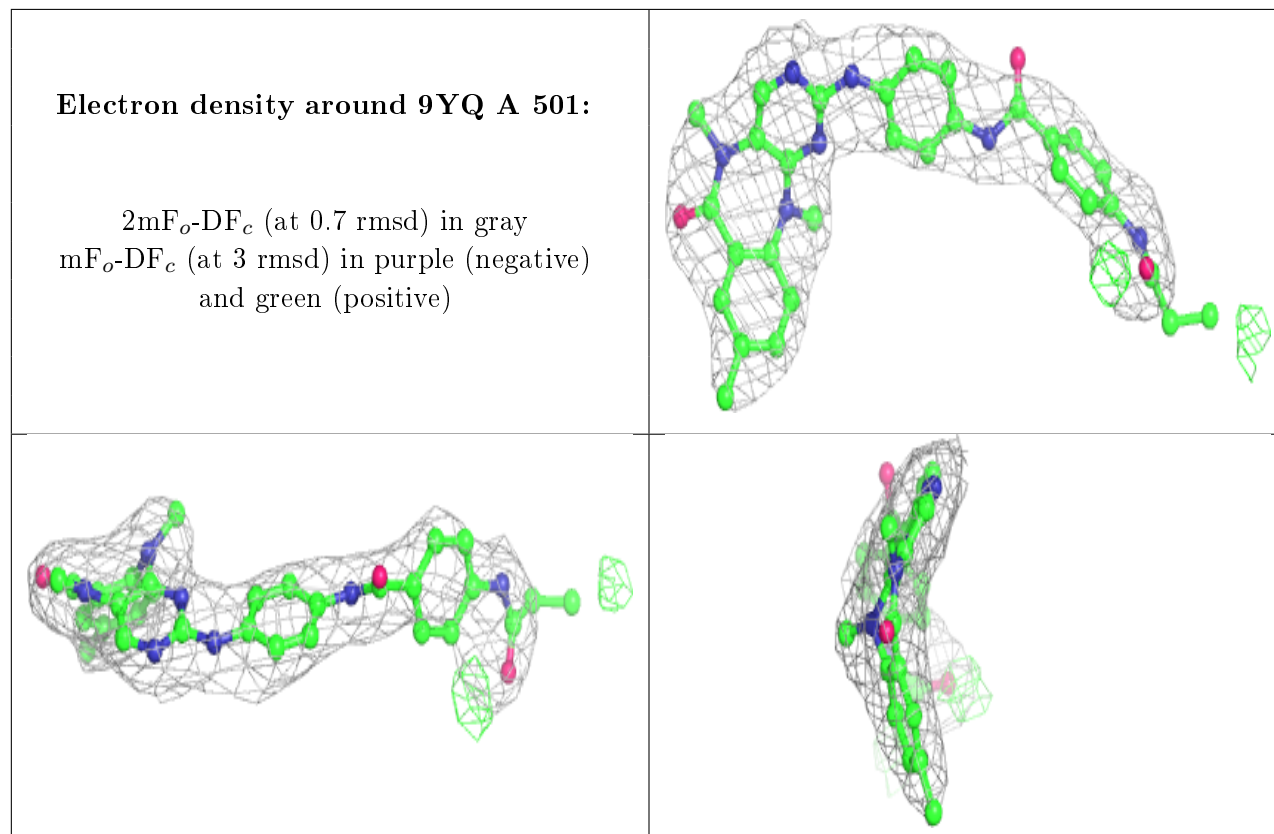 Electron density around 9YQ A 501:
2mFₒ-DF𝒸 (at 0.7 rmsd) in gray
mFₒ-DF𝒸 (at 3 rmsd) in purple (negative)
and green (positive)